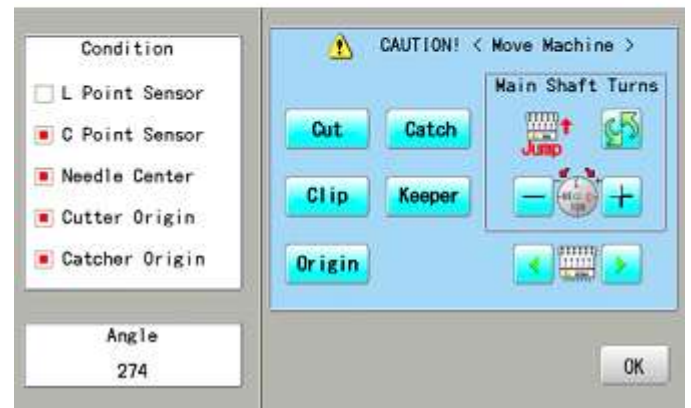 Condition
L Point Sensor
C Point Sensor
Needle Center
Cutter Origin
Catcher Origin
Angle
274
CAUTION! < Move Machine >
Main Shaft Turns
Cut
Catch
Jump
Clip
Keeper
Origin
OK